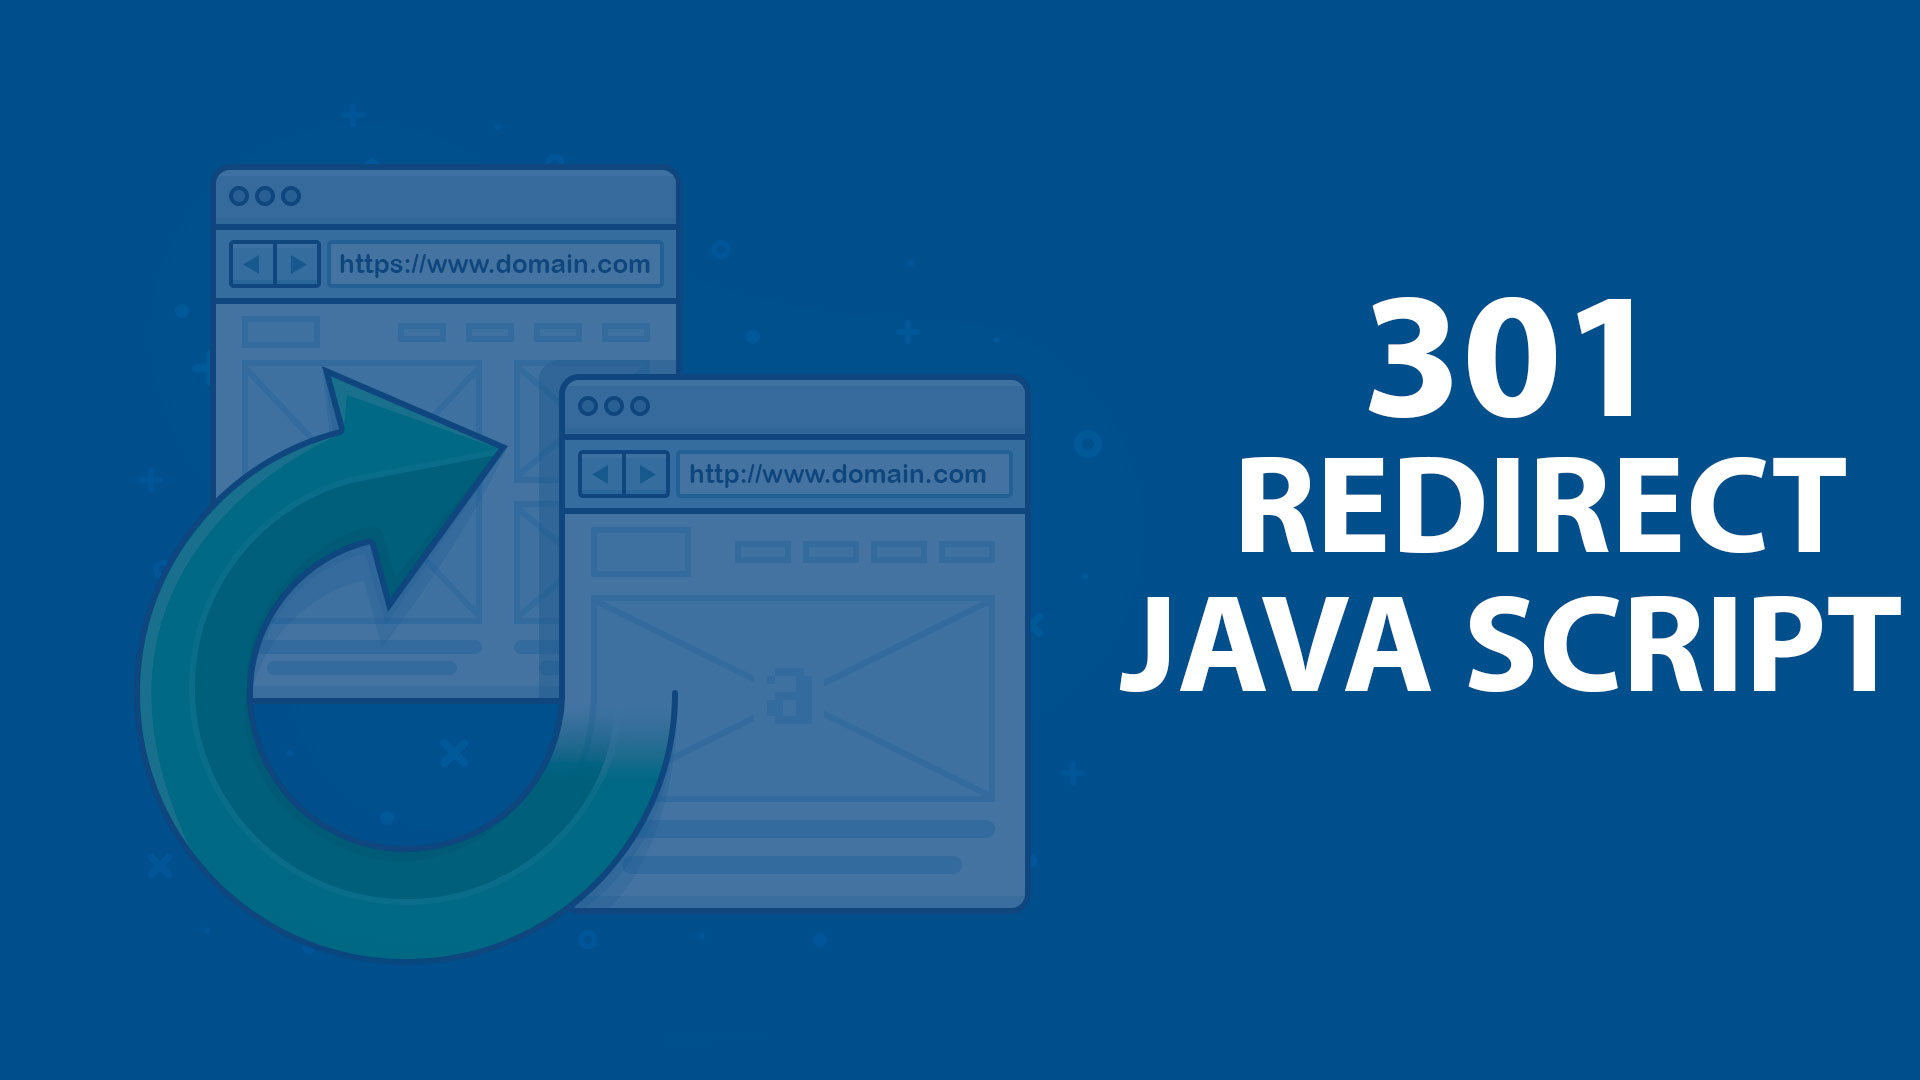 https://www.domain.com
http://www.domain.com
a
301
REDIRECT
JAVA SCRIPT